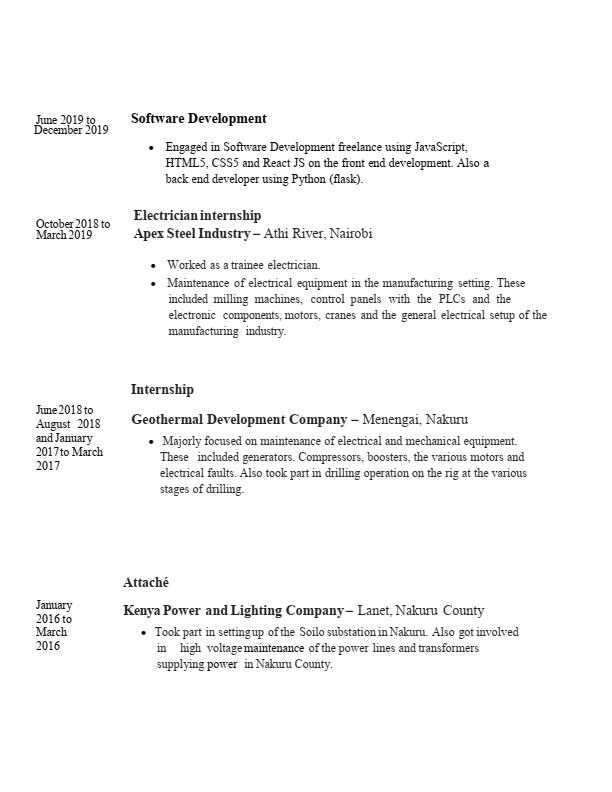 June 2019 to
December 2019
Software Development
• Engaged in Software Development freelance using JavaScript,
HTML5, CSS5 and React JS on the front end development. Also a
back end developer using Python (flask).
October 2018 to
March 2019
Electrician internship
Apex Steel Industry – Athi River, Nairobi
• Worked as a trainee electrician.
• Maintenance of electrical equipment in the manufacturing setting. These
included milling machines, control panels with the PLCs and the
electronic components, motors, cranes and the general electrical setup of the
manufacturing industry.
June 2018 to
August 2018
and January
2017 to March
2017
Internship
Geothermal Development Company – Menengai, Nakuru
• Majorly focused on maintenance of electrical and mechanical equipment.
These included generators. Compressors, boosters, the various motors and
electrical faults. Also took part in drilling operation on the rig at the various
stages of drilling.
January
2016 to
March
2016
Attaché
Kenya Power and Lighting Company – Lanet, Nakuru County
• Took part in setting up of the Soilo substation in Nakuru. Also got involved
in high voltage maintenance of the power lines and transformers
supplying power in Nakuru County.